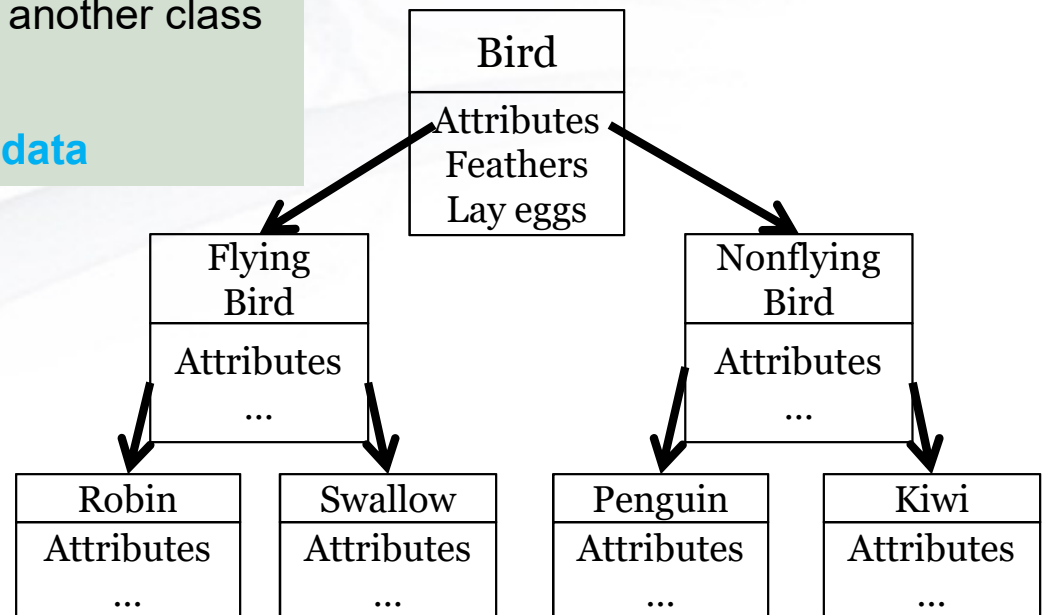 another class
data
Bird
Attributes
Feathers
Lay eggs
Flying
Bird
Attributes
...
Nonflying
Bird
Attributes
...
Robin
Attributes
...
Swallow
Attributes
...
Penguin
Attributes
...
Kiwi
Attributes
...